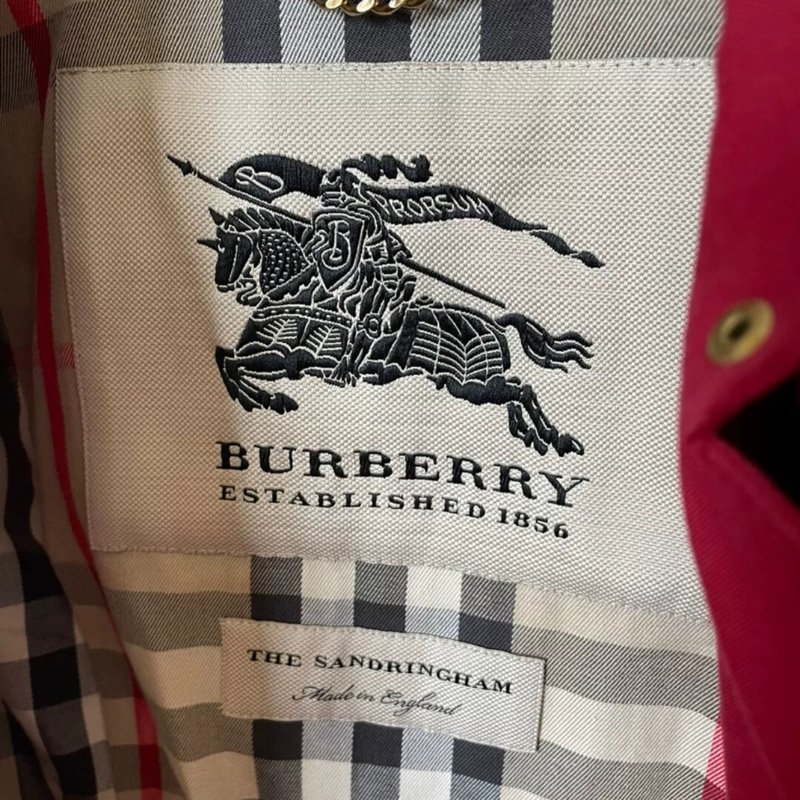 B
PRORSUM
B
BURBERRY
ESTABLISHED 1856
THE SANDRINGHAM
Made in England